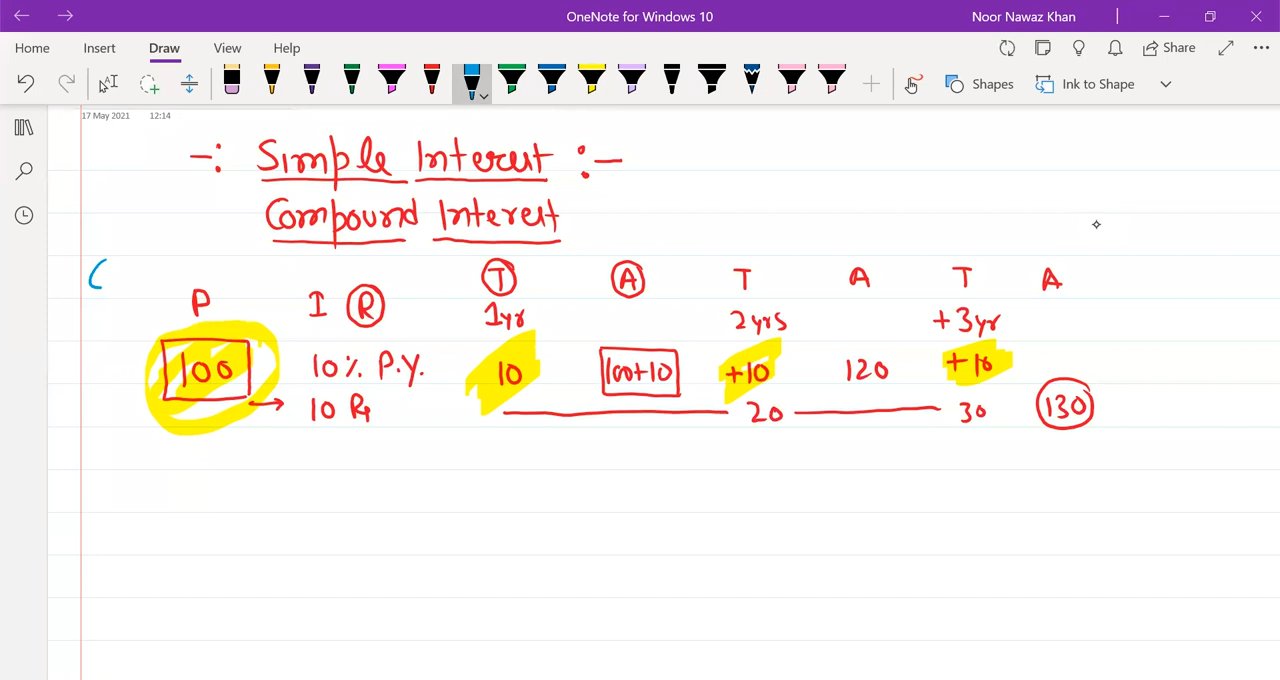 OneNote for Windows 10
Noor Nawaz Khan
Home Insert Draw View Help
Share
Shapes
Ink to Shape
17 May 2021 12:14
-: Simple Interest :-
Compound Interest
(
P I R T A T A T A
1yr 2yrs +3yr
100 10% P.Y. 10 100+10 +10 120 +10
→ 10 Rs 20 30 130